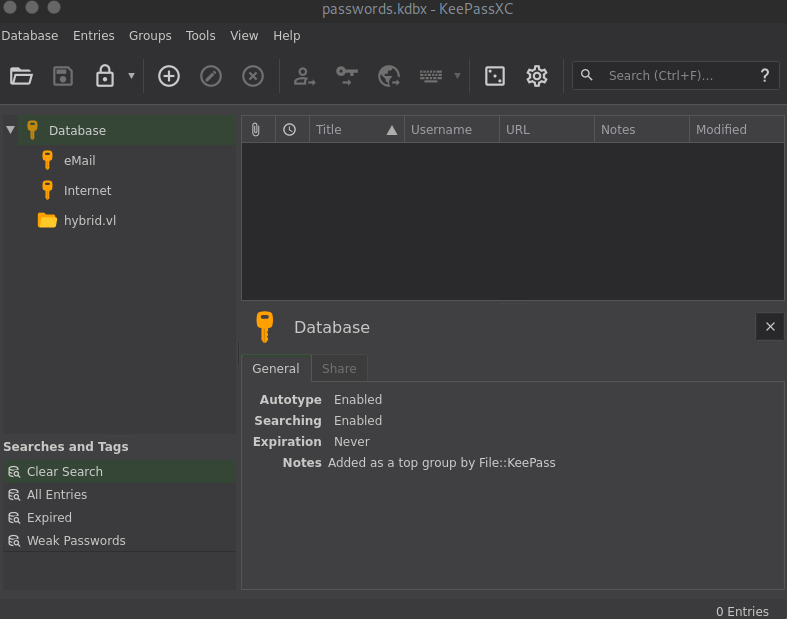 passwords.kdbx - KeePassXC
Database Entries Groups Tools View Help
Search (Ctrl+F)... ?
Database
eMail
Internet
hybrid.vl
Searches and Tags
Clear Search
All Entries
Expired
Weak Passwords
Title Username URL Notes Modified
Database
General Share
Autotype Enabled
Searching Enabled
Expiration Never
Notes Added as a top group by File::KeePass
0 Entries